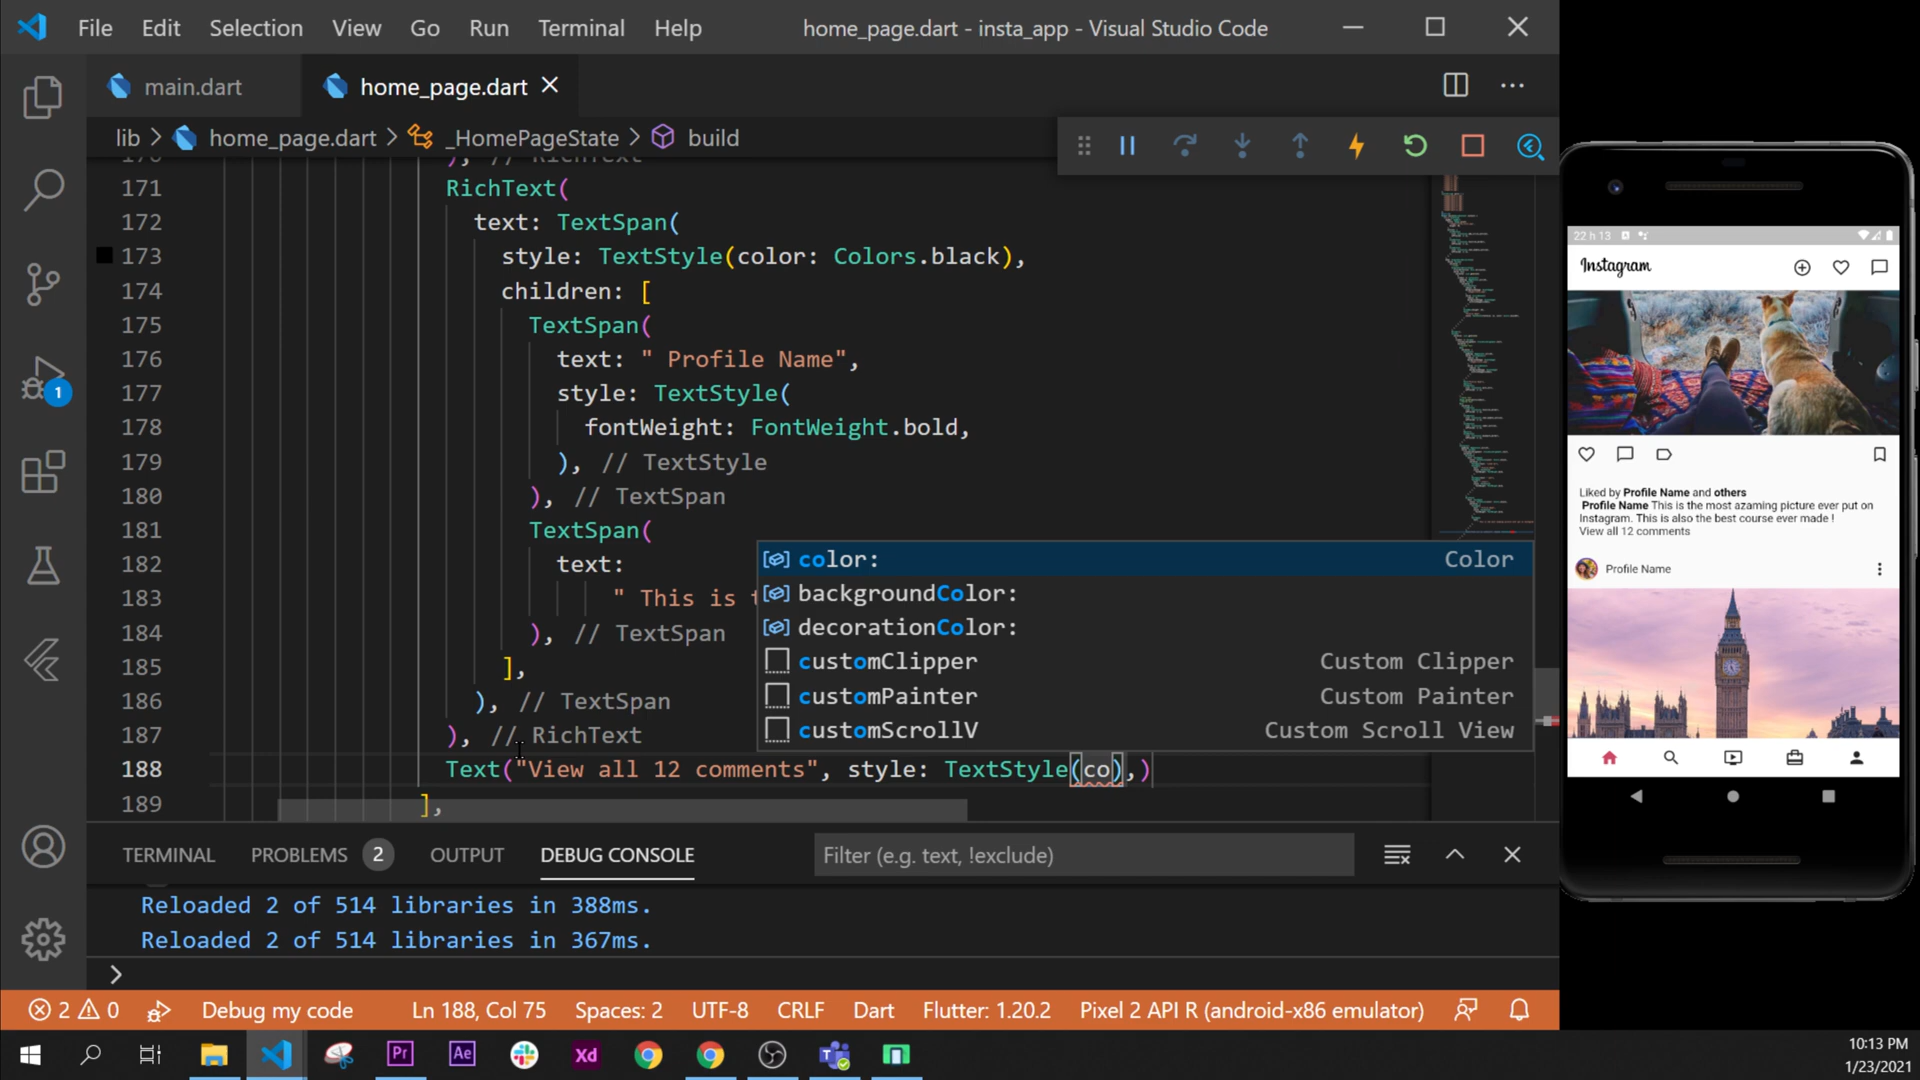 File Edit Selection View Go Run Terminal Help
home_page.dart - insta_app - Visual Studio Code
main.dart
home_page.dart
lib > home_page.dart > _HomePageState > build
170 ), // RichText
171 RichText(
172 text: TextSpan(
173 style: TextStyle(color: Colors.black),
174 children: [
175 TextSpan(
176 text: " Profile Name",
177 style: TextStyle(
178 fontWeight: FontWeight.bold,
179 ), // TextStyle
180 ), // TextSpan
181 TextSpan(
182 text:
183 " This is
184 ), // TextSpan
185 ],
186 ), // TextSpan
187 ), // RichText
188 Text("View all 12 comments", style: TextStyle(co),)
189 ],
color: Color
backgroundColor:
decorationColor:
customClipper Custom Clipper
customPainter Custom Painter
customScrollV Custom Scroll View
1
TERMINAL PROBLEMS 2 OUTPUT DEBUG CONSOLE
Filter (e.g. text, !exclude)
Reloaded 2 of 514 libraries in 388ms.
Reloaded 2 of 514 libraries in 367ms.
>
2 0 Debug my code Ln 188, Col 75 Spaces: 2 UTF-8 CRLF Dart Flutter: 1.20.2 Pixel 2 API R (android-x86 emulator)
Pr Ae Xd
10:13 PM
1/23/2021
22 h 13
Instagram
Liked by Profile Name and others
Profile Name This is the most azaming picture ever put on
Instagram. This is also the best course ever made !
View all 12 comments
Profile Name